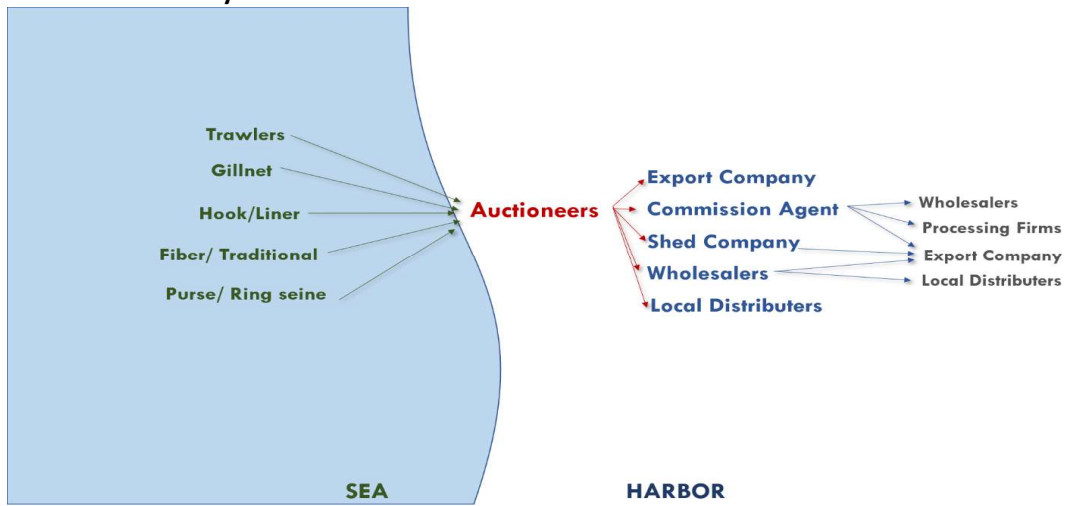 Trawlers
Gillnet
Hook/Liner
Fiber/ Traditional
Purse/ Ring seine
Auctioneers
Export Company
Commission Agent
Shed Company
Wholesalers
Local Distributers
Wholesalers
Processing Firms
Export Company
Local Distributers
SEA
HARBOR